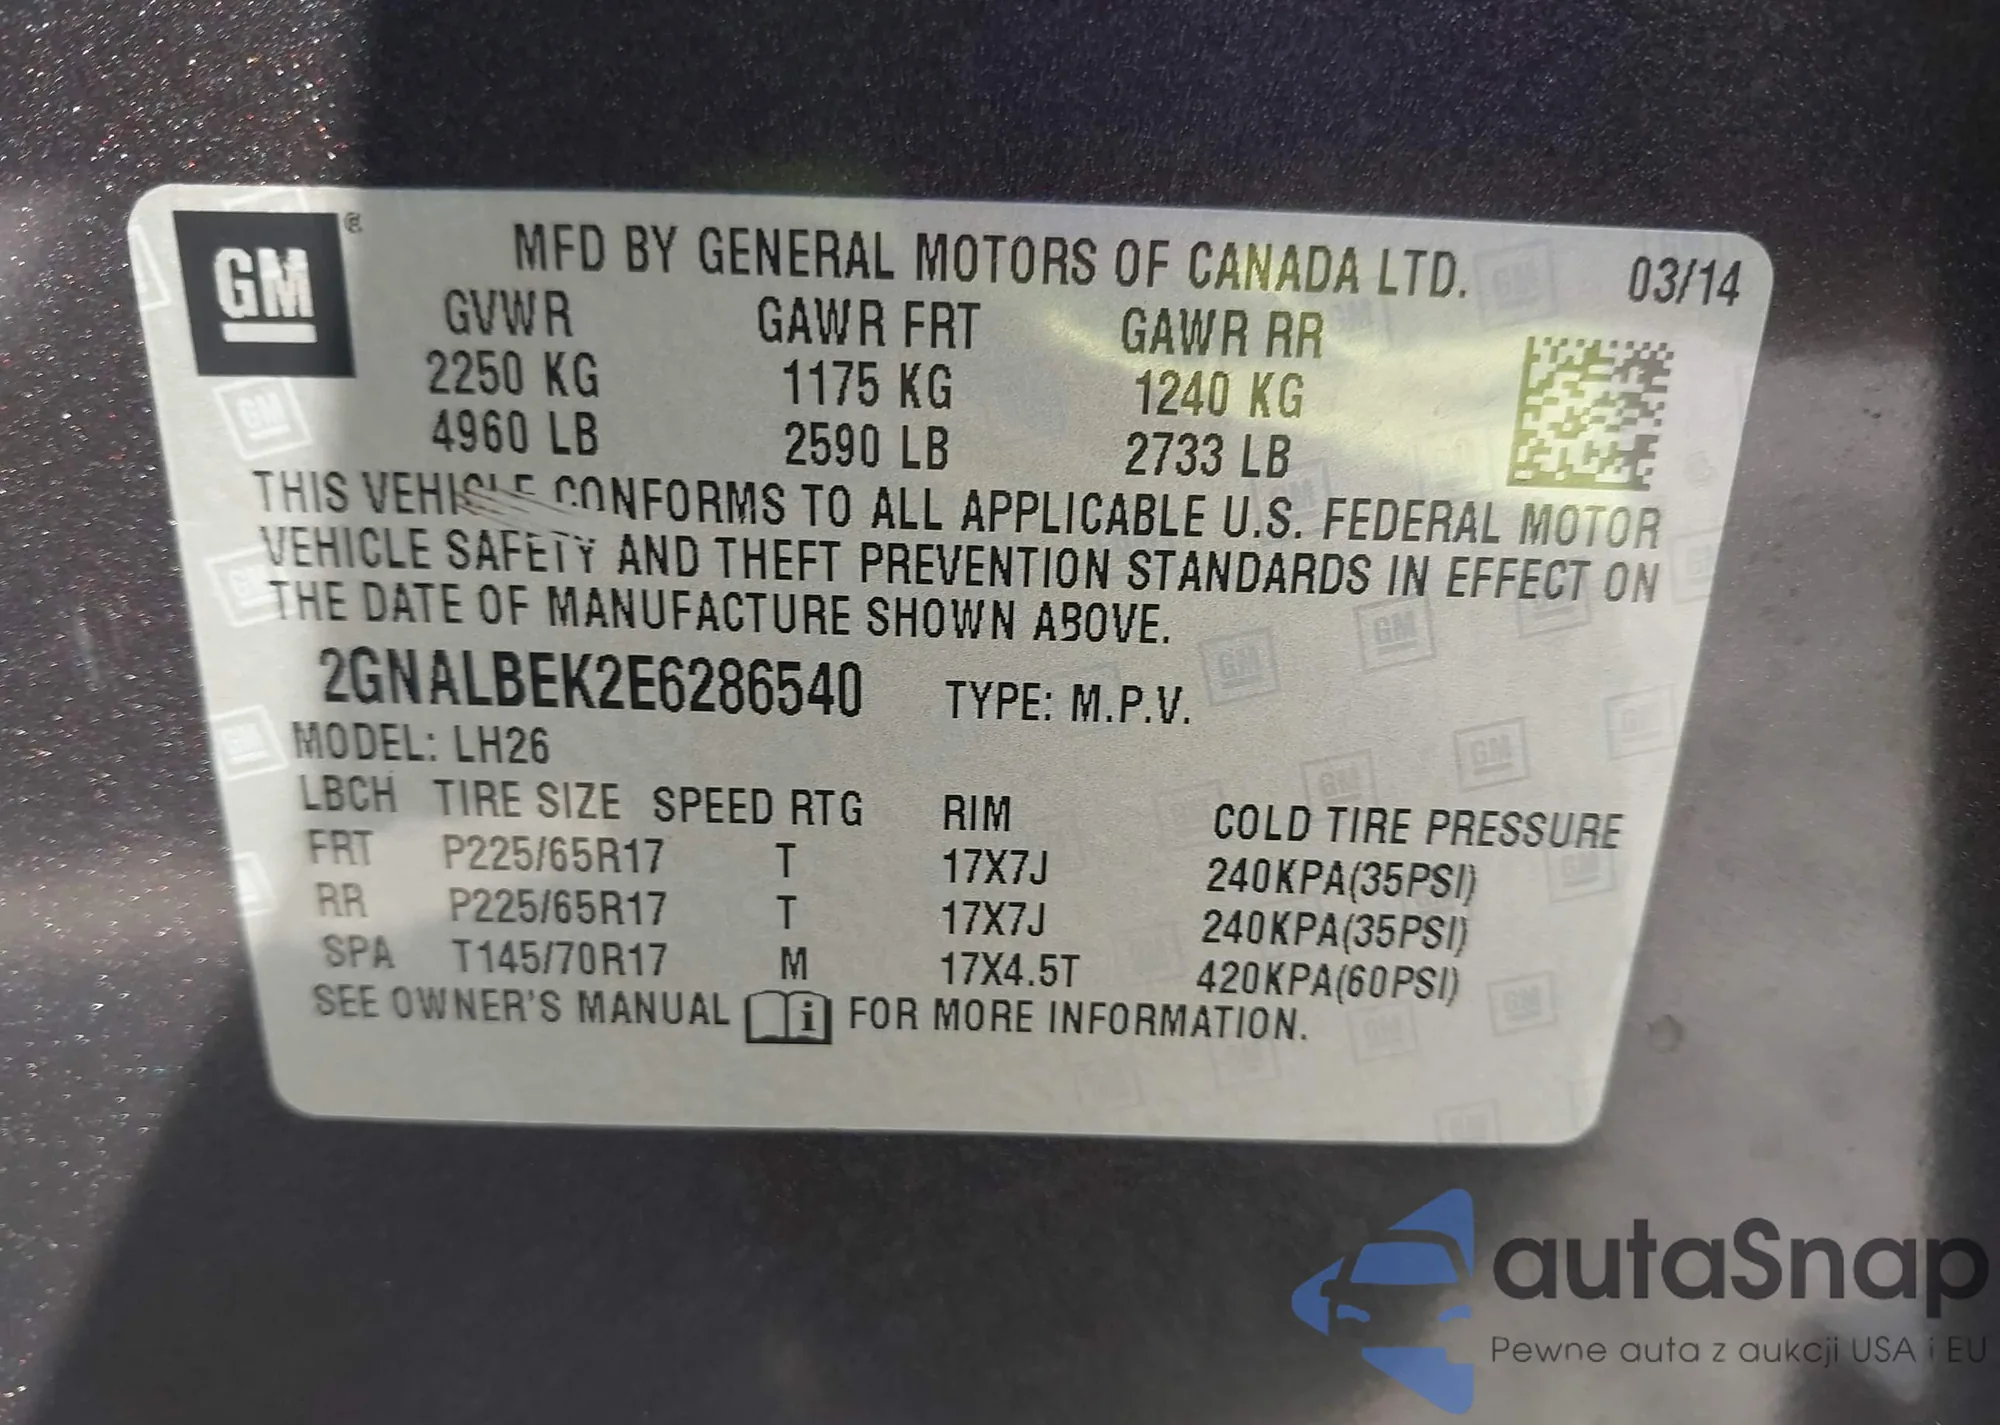 GM ®
MFD BY GENERAL MOTORS OF CANADA LTD. 03/14
GVWR GAWR FRT GAWR RR
2250 KG 1175 KG 1240 KG
4960 LB 2590 LB 2733 LB
THIS VEHICLE CONFORMS TO ALL APPLICABLE U.S. FEDERAL MOTOR
VEHICLE SAFETY AND THEFT PREVENTION STANDARDS IN EFFECT ON
THE DATE OF MANUFACTURE SHOWN ABOVE.
2GNALBEK2E6286540 TYPE: M.P.V.
MODEL: LH26
LBCH TIRE SIZE SPEED RTG RIM COLD TIRE PRESSURE
FRT P225/65R17 T 17X7J 240KPA(35PSI)
RR P225/65R17 T 17X7J 240KPA(35PSI)
SPA T145/70R17 M 17X4.5T 420KPA(60PSI)
SEE OWNER'S MANUAL i FOR MORE INFORMATION.
autaSnap
Pewne auta z aukcji USA i EU